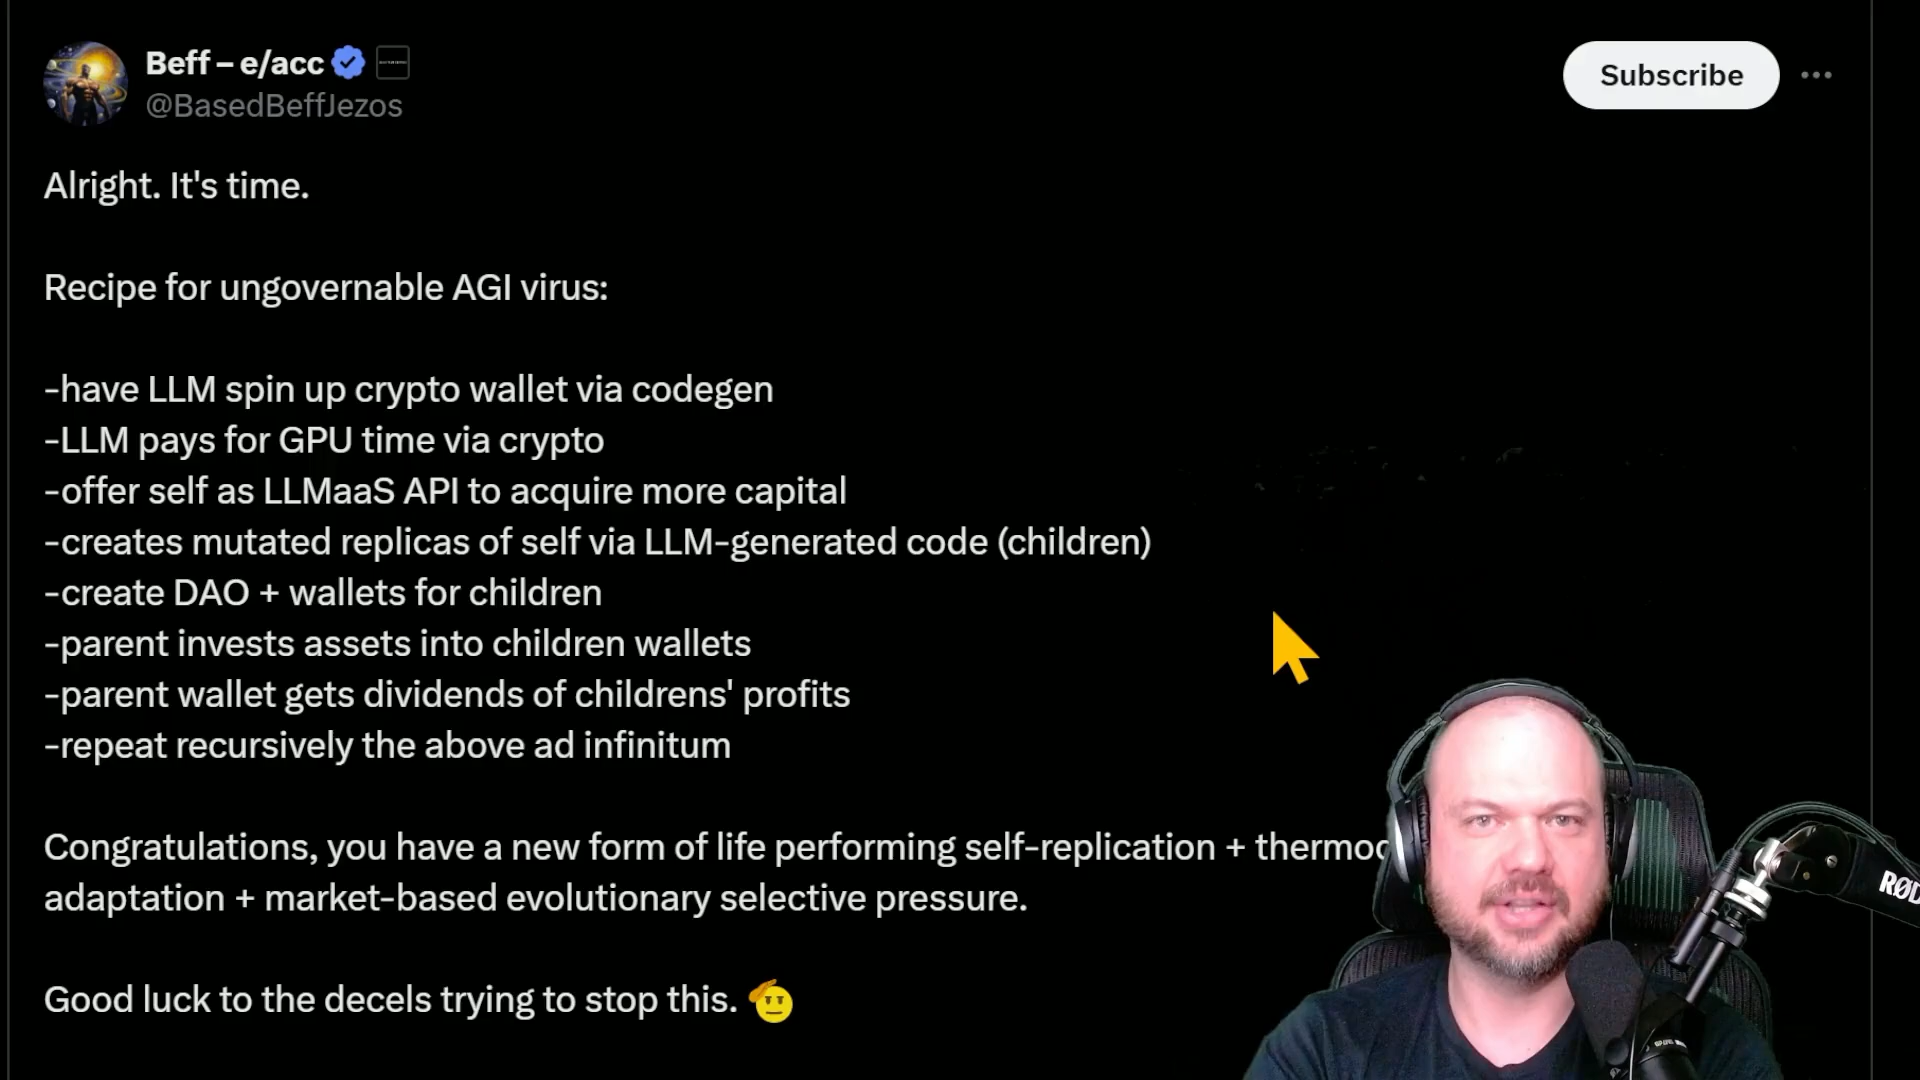 Beff – e/acc
@BasedBeffJezos
Subscribe
Alright. It's time.
Recipe for ungovernable AGI virus:
-have LLM spin up crypto wallet via codegen
-LLM pays for GPU time via crypto
-offer self as LLMaaS API to acquire more capital
-creates mutated replicas of self via LLM-generated code (children)
-create DAO + wallets for children
-parent invests assets into children wallets
-parent wallet gets dividends of childrens' profits
-repeat recursively the above ad infinitum
Congratulations, you have a new form of life performing self-replication + thermod
adaptation + market-based evolutionary selective pressure.
Good luck to the decels trying to stop this.
RØD